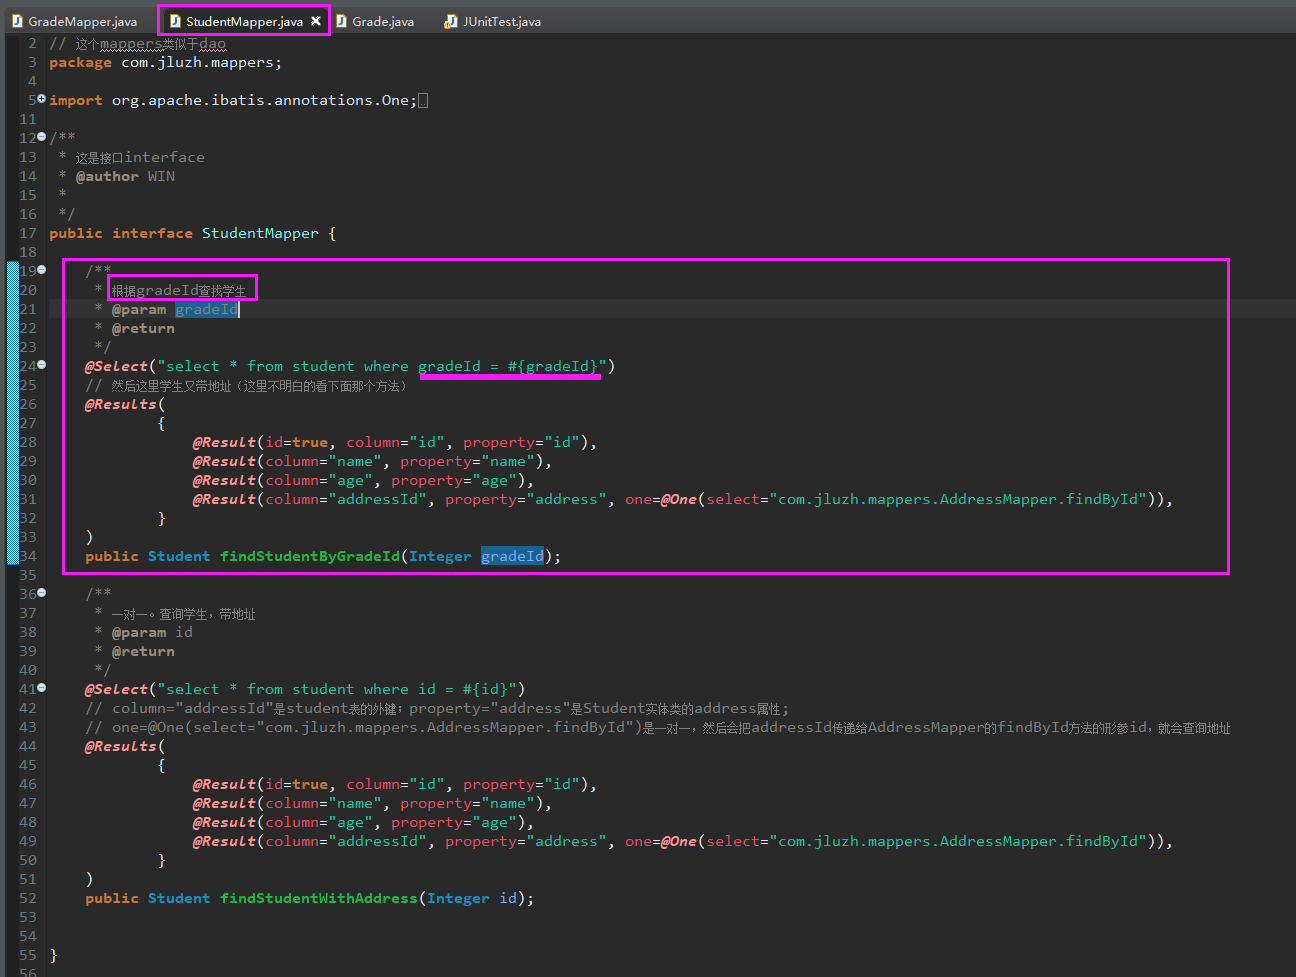 GradeMapper.java StudentMapper.java Grade.java JUnitTest.java
2 // 这个mappers类似于dao
3 package com.jluzh.mappers;
4
5 import org.apache.ibatis.annotations.One;
11
12 /**
13 * 这是接口interface
14 * @author WIN
15 *
16 */
17 public interface StudentMapper {
18
19 /**
20 * 根据gradeId查找学生
21 * @param gradeId
22 * @return
23 */
24 @Select("select * from student where gradeId = #{gradeId}")
25 // 然后这里学生又带地址（这里不明白的看下面那个方法）
26 @Results(
27 {
28 @Result(id=true, column="id", property="id"),
29 @Result(column="name", property="name"),
30 @Result(column="age", property="age"),
31 @Result(column="addressId", property="address", one=@One(select="com.jluzh.mappers.AddressMapper.findById")),
32 }
33 )
34 public Student findStudentByGradeId(Integer gradeId);
35
36 /**
37 * 一对一。查询学生，带地址
38 * @param id
39 * @return
40 */
41 @Select("select * from student where id = #{id}")
42 // column="addressId"是student表的外键；property="address"是Student实体类的address属性;
43 // one=@One(select="com.jluzh.mappers.AddressMapper.findById")是一对一，然后会把addressId传递给AddressMapper的findById方法的形参id，就会查询地址
44 @Results(
45 {
46 @Result(id=true, column="id", property="id"),
47 @Result(column="name", property="name"),
48 @Result(column="age", property="age"),
49 @Result(column="addressId", property="address", one=@One(select="com.jluzh.mappers.AddressMapper.findById")),
50 }
51 )
52 public Student findStudentWithAddress(Integer id);
53
54
55 }
56